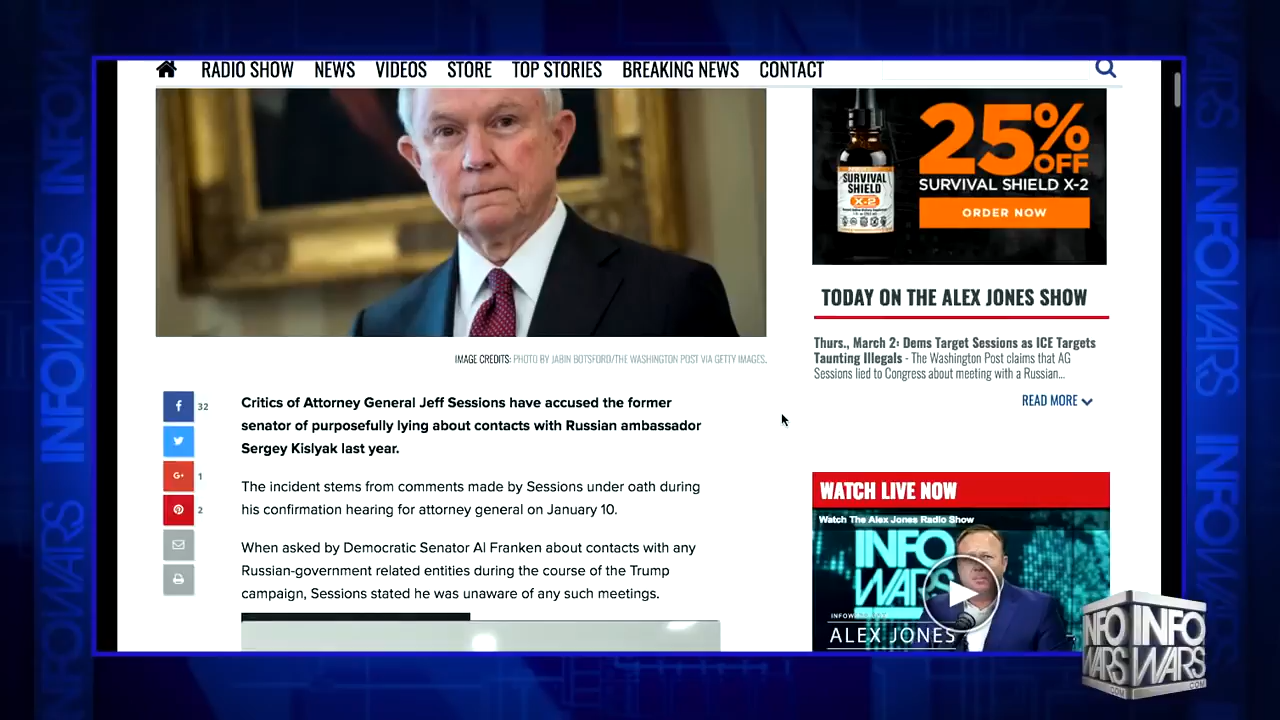 RADIO SHOW NEWS VIDEOS STORE TOP STORIES BREAKING NEWS CONTACT
25% OFF
SURVIVAL SHIELD X-2
ORDER NOW
SURVIVAL
SHIELD
X-2
IMAGE CREDITS: PHOTO BY JABIN BOTSFORD/THE WASHINGTON POST VIA GETTY IMAGES.
f 32
G+ 1
2
Critics of Attorney General Jeff Sessions have accused the former
senator of purposefully lying about contacts with Russian ambassador
Sergey Kislyak last year.
The incident stems from comments made by Sessions under oath during
his confirmation hearing for attorney general on January 10.
When asked by Democratic Senator Al Franken about contacts with any
Russian-government related entities during the course of the Trump
campaign, Sessions stated he was unaware of any such meetings.
TODAY ON THE ALEX JONES SHOW
Thurs., March 2: Dems Target Sessions as ICE Targets
Taunting Illegals - The Washington Post claims that AG
Sessions lied to Congress about meeting with a Russian...
READ MORE
WATCH LIVE NOW
Watch The Alex Jones Radio Show
INFO
WARS
ALEX JONES
INFOWARS
INFOWARS
INFOWARS
INFOWARS
INFO
WARS
.COM
INFO
WARS
.COM